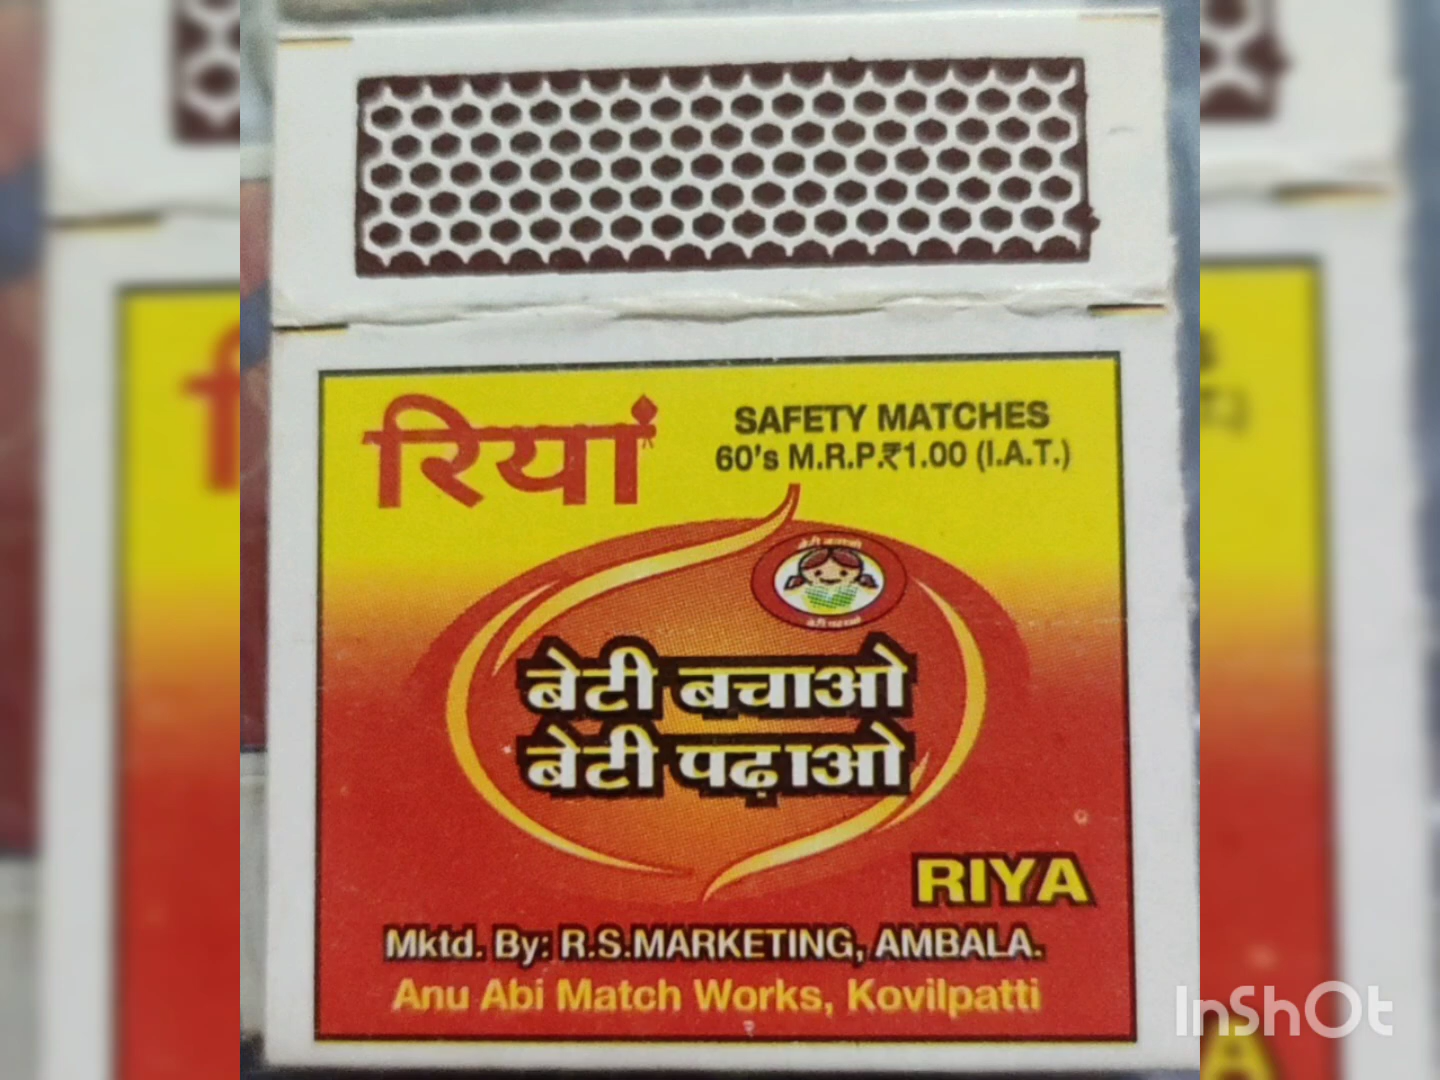 रिया
SAFETY MATCHES
60's M.R.P.₹1.00 (I.A.T.)
बेटी बचाओ
बेटी पढ़ाओ
RIYA
Mktd. By: R.S.MARKETING, AMBALA.
Anu Abi Match Works, Kovilpatti
InShOt